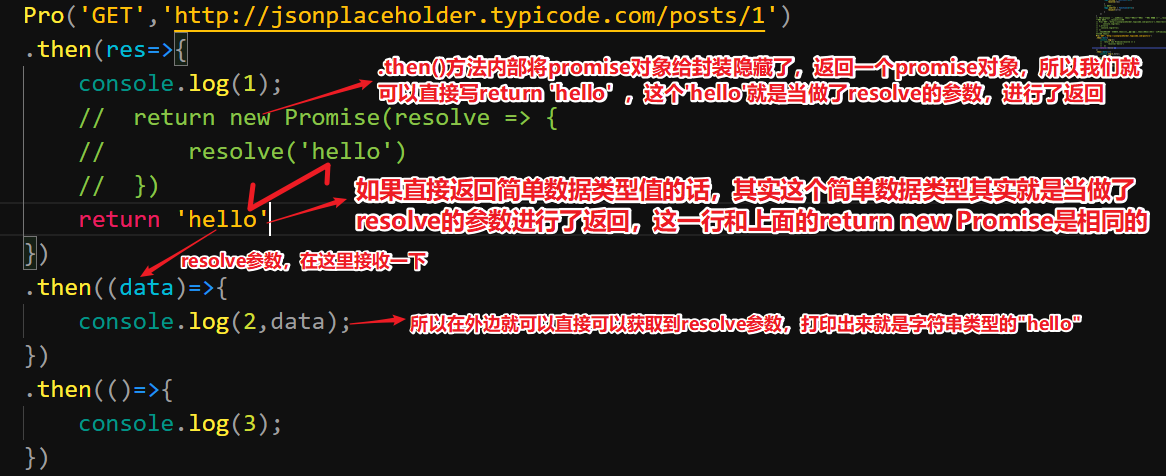 Pro('GET','http://jsonplaceholder.typicode.com/posts/1')
.then(res=>{
console.log(1);
.then()方法内部将promise对象给封装隐藏了，返回一个promise对象，所以我们就
可以直接写return 'hello' ，这个'hello'就是当做了resolve的参数，进行了返回
// return new Promise(resolve => {
// resolve('hello')
// })
如果直接返回简单数据类型值的话，其实这个简单数据类型其实就是当做了
resolve的参数进行了返回，这一行和上面的return new Promise是相同的
return 'hello'
})
resolve参数，在这里接收一下
.then((data)=>{
console.log(2,data);
所以在外边就可以直接可以获取到resolve参数，打印出来就是字符串类型的"hello"
})
.then(()=>{
console.log(3);
})